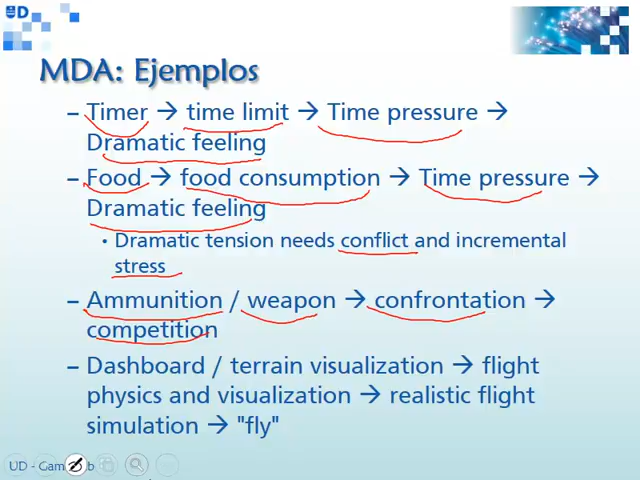 UD
MDA: Ejemplos
– Timer → time limit → Time pressure →
Dramatic feeling
– Food → food consumption → Time pressure →
Dramatic feeling
• Dramatic tension needs conflict and incremental
stress
– Ammunition / weapon → confrontation →
competition
– Dashboard / terrain visualization → flight
physics and visualization → realistic flight
simulation → "fly"
UD - Gam